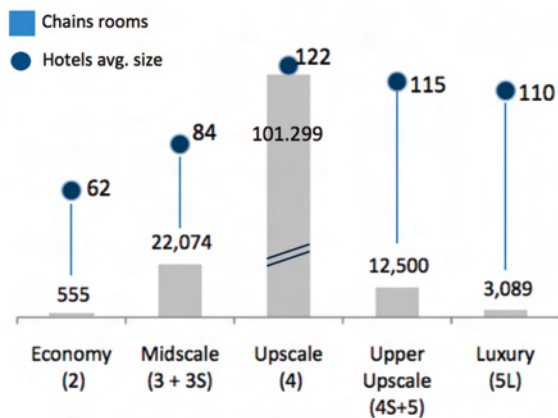 Chains rooms
Hotels avg. size
122
115
110
84
101.299
62
22,074
12,500
3,089
555
Economy
(2)
Midscale
(3 + 3S)
Upscale
(4)
Upper
Upscale
(4S+5)
Luxury
(5L)